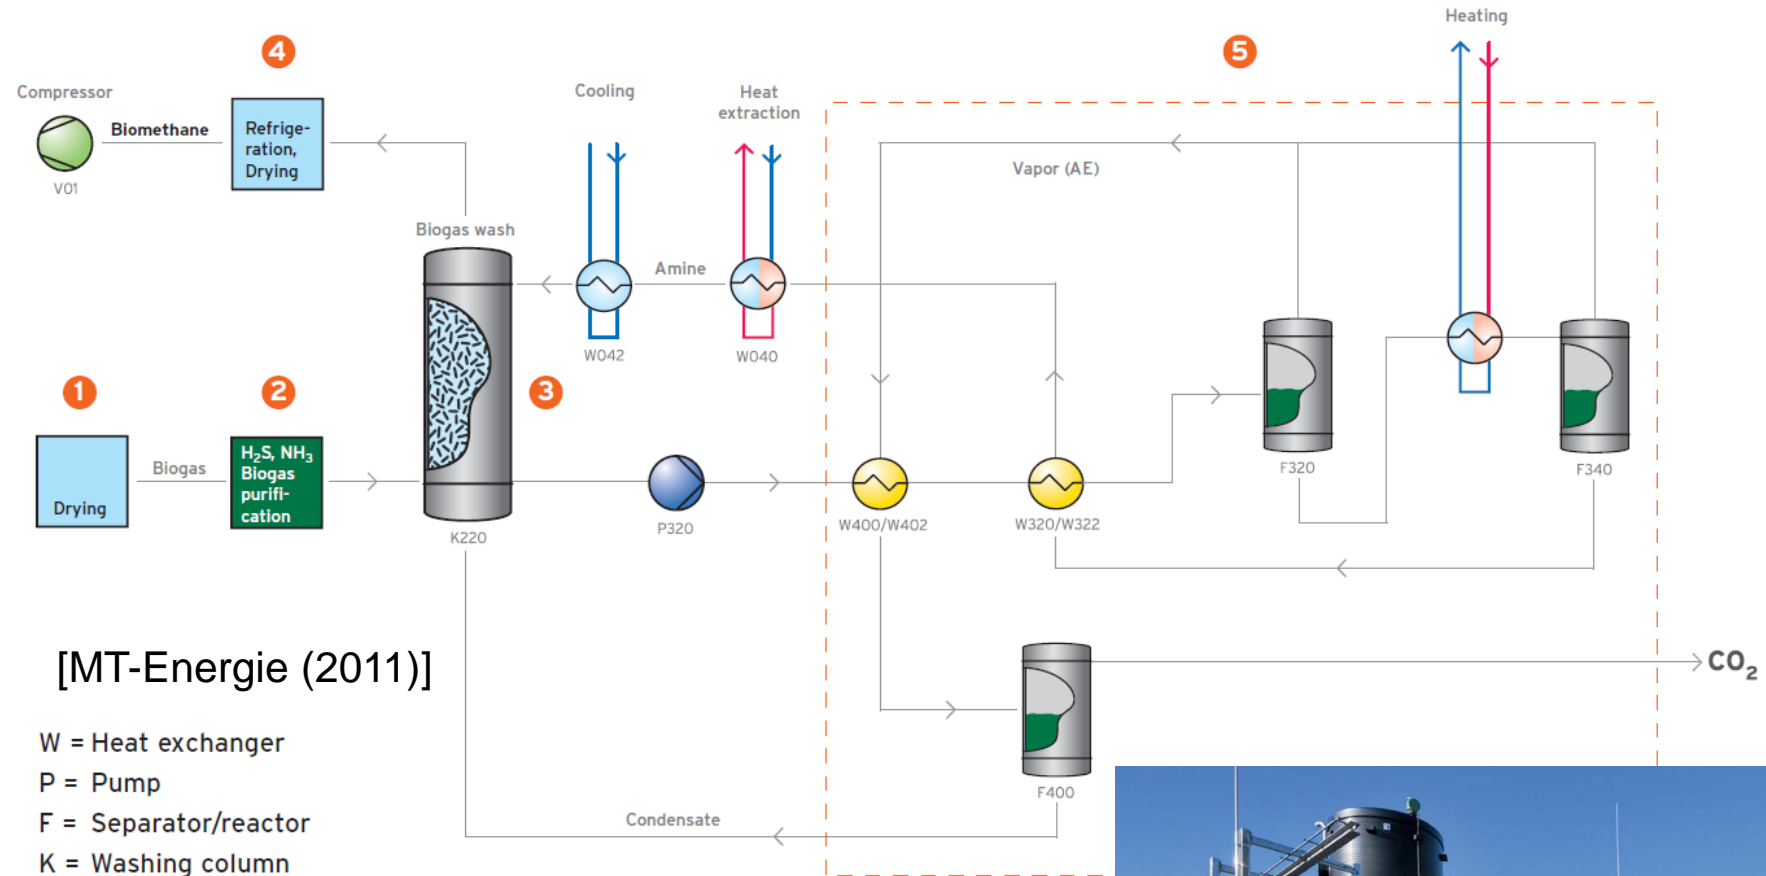 Heating
4
5
Compressor
Cooling
Heat
extraction
Biomethane
Refrige-
ration,
Drying
Vapor (AE)
V01
Biogas wash
Amine
W042
W040
1
2
3
H₂S, NH₃
Biogas
purifi-
cation
Biogas
Drying
F320
F340
K220
P320
W400/W402
W320/W322
[MT-Energie (2011)]
CO₂
W = Heat exchanger
P = Pump
F = Separator/reactor
K = Washing column
F400
Condensate